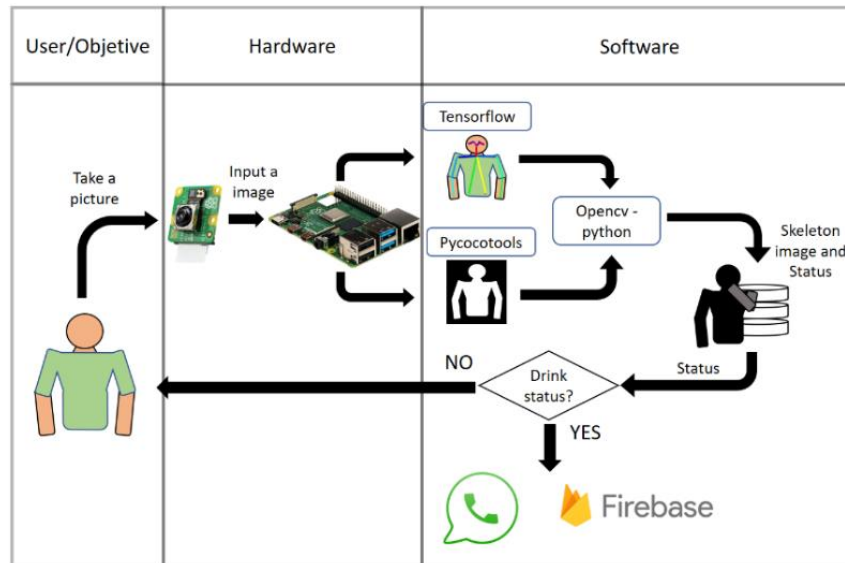 User/Objetive
Hardware
Software
Take a
picture
Input a
image
Tensorflow
Pycocotools
Opencv -
python
Skeleton
image and
Status
Status
Drink
status?
NO
YES
Firebase